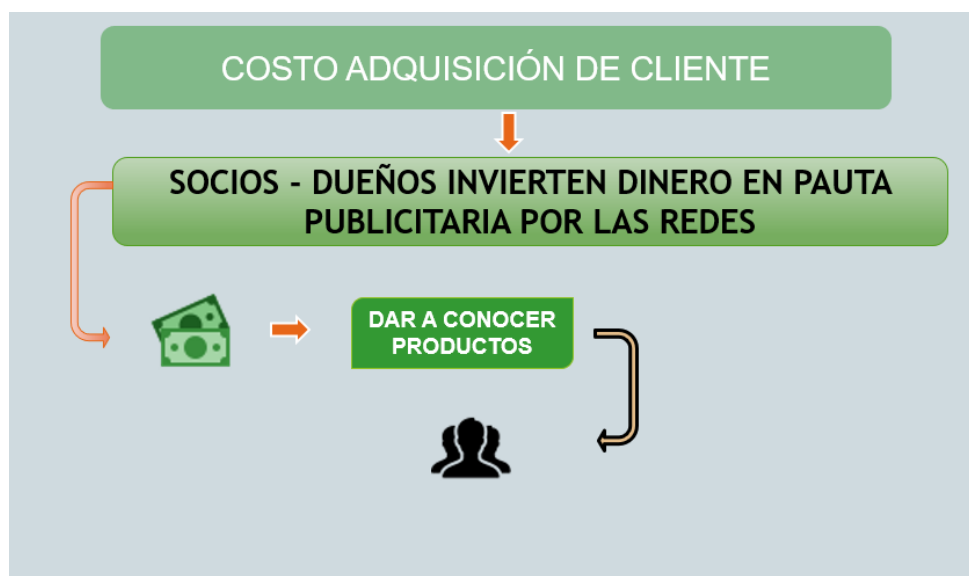 COSTO ADQUISICIÓN DE CLIENTE
SOCIOS - DUEÑOS INVIERTEN DINERO EN PAUTA
PUBLICITARIA POR LAS REDES
DAR A CONOCER
PRODUCTOS